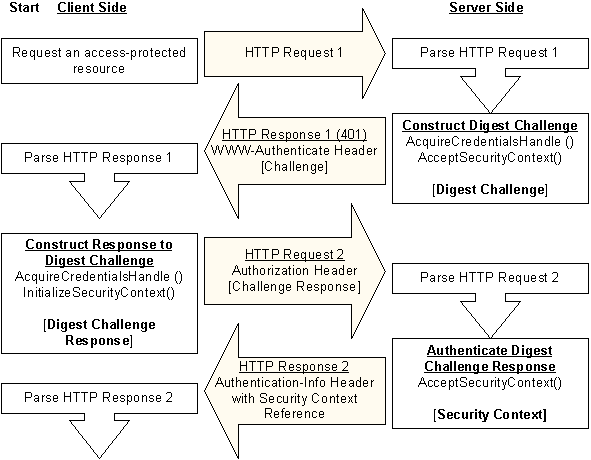 Start Client Side
Server Side
Request an access-protected
resource
HTTP Request 1
Parse HTTP Request 1
Construct Digest Challenge
AcquireCredentialsHandle ()
AcceptSecurityContext()
[Digest Challenge]
HTTP Response 1 (401)
WWW-Authenticate Header
[Challenge]
Parse HTTP Response 1
Construct Response to
Digest Challenge
AcquireCredentialsHandle ()
InitializeSecurityContext()
[Digest Challenge
Response]
HTTP Request 2
Authorization Header
[Challenge Response]
Parse HTTP Request 2
Authenticate Digest
Challenge Response
AcceptSecurityContext()
[Security Context]
HTTP Response 2
Authentication-Info Header
with Security Context
Reference
Parse HTTP Response 2